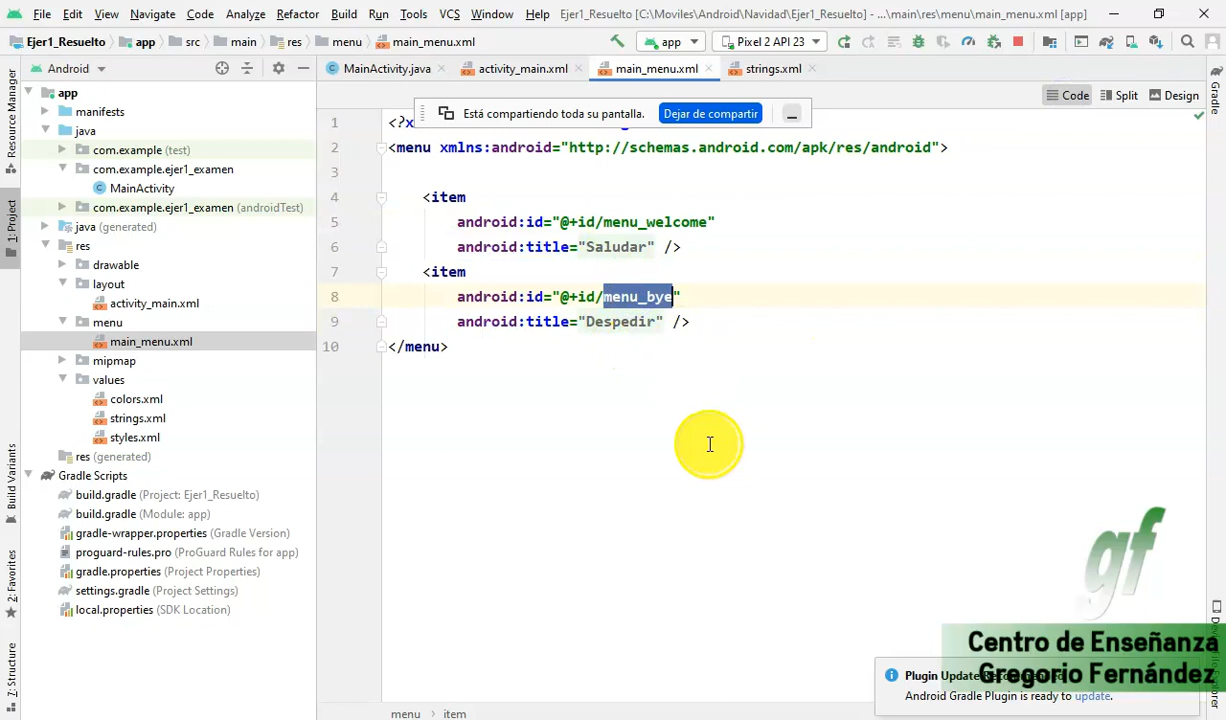 File Edit View Navigate Code Analyze Refactor Build Run Tools VCS Window Help Ejer1_Resuelto [C:\Moviles\Android\Navidad\Ejer1_Resuelto] - ...\main\res\menu\main_menu.xml [app]
Ejer1_Resuelto app src main res menu main_menu.xml app Pixel 2 API 23
Android MainActivity.java activity_main.xml main_menu.xml strings.xml
Code Split Design
Está compartiendo toda su pantalla. Dejar de compartir
Resource Manager
1: Project
Build Variants
2: Favorites
7: Structure
Gradle
app
manifests
java
com.example (test)
com.example.ejer1_examen
MainActivity
com.example.ejer1_examen (androidTest)
java (generated)
res
drawable
layout
activity_main.xml
menu
main_menu.xml
mipmap
values
colors.xml
strings.xml
styles.xml
res (generated)
Gradle Scripts
build.gradle (Project: Ejer1_Resuelto)
build.gradle (Module: app)
gradle-wrapper.properties (Gradle Version)
proguard-rules.pro (ProGuard Rules for app)
gradle.properties (Project Properties)
settings.gradle (Project Settings)
local.properties (SDK Location)
1 <?x
2 <menu xmlns:android="http://schemas.android.com/apk/res/android">
3
4 <item
5 android:id="@+id/menu_welcome"
6 android:title="Saludar" />
7 <item
8 android:id="@+id/menu_bye"
9 android:title="Despedir" />
10 </menu>
gf
Centro de Enseñanza
Gregorio Fernández
Plugin Update
Android Gradle Plugin is ready to update.
menu item